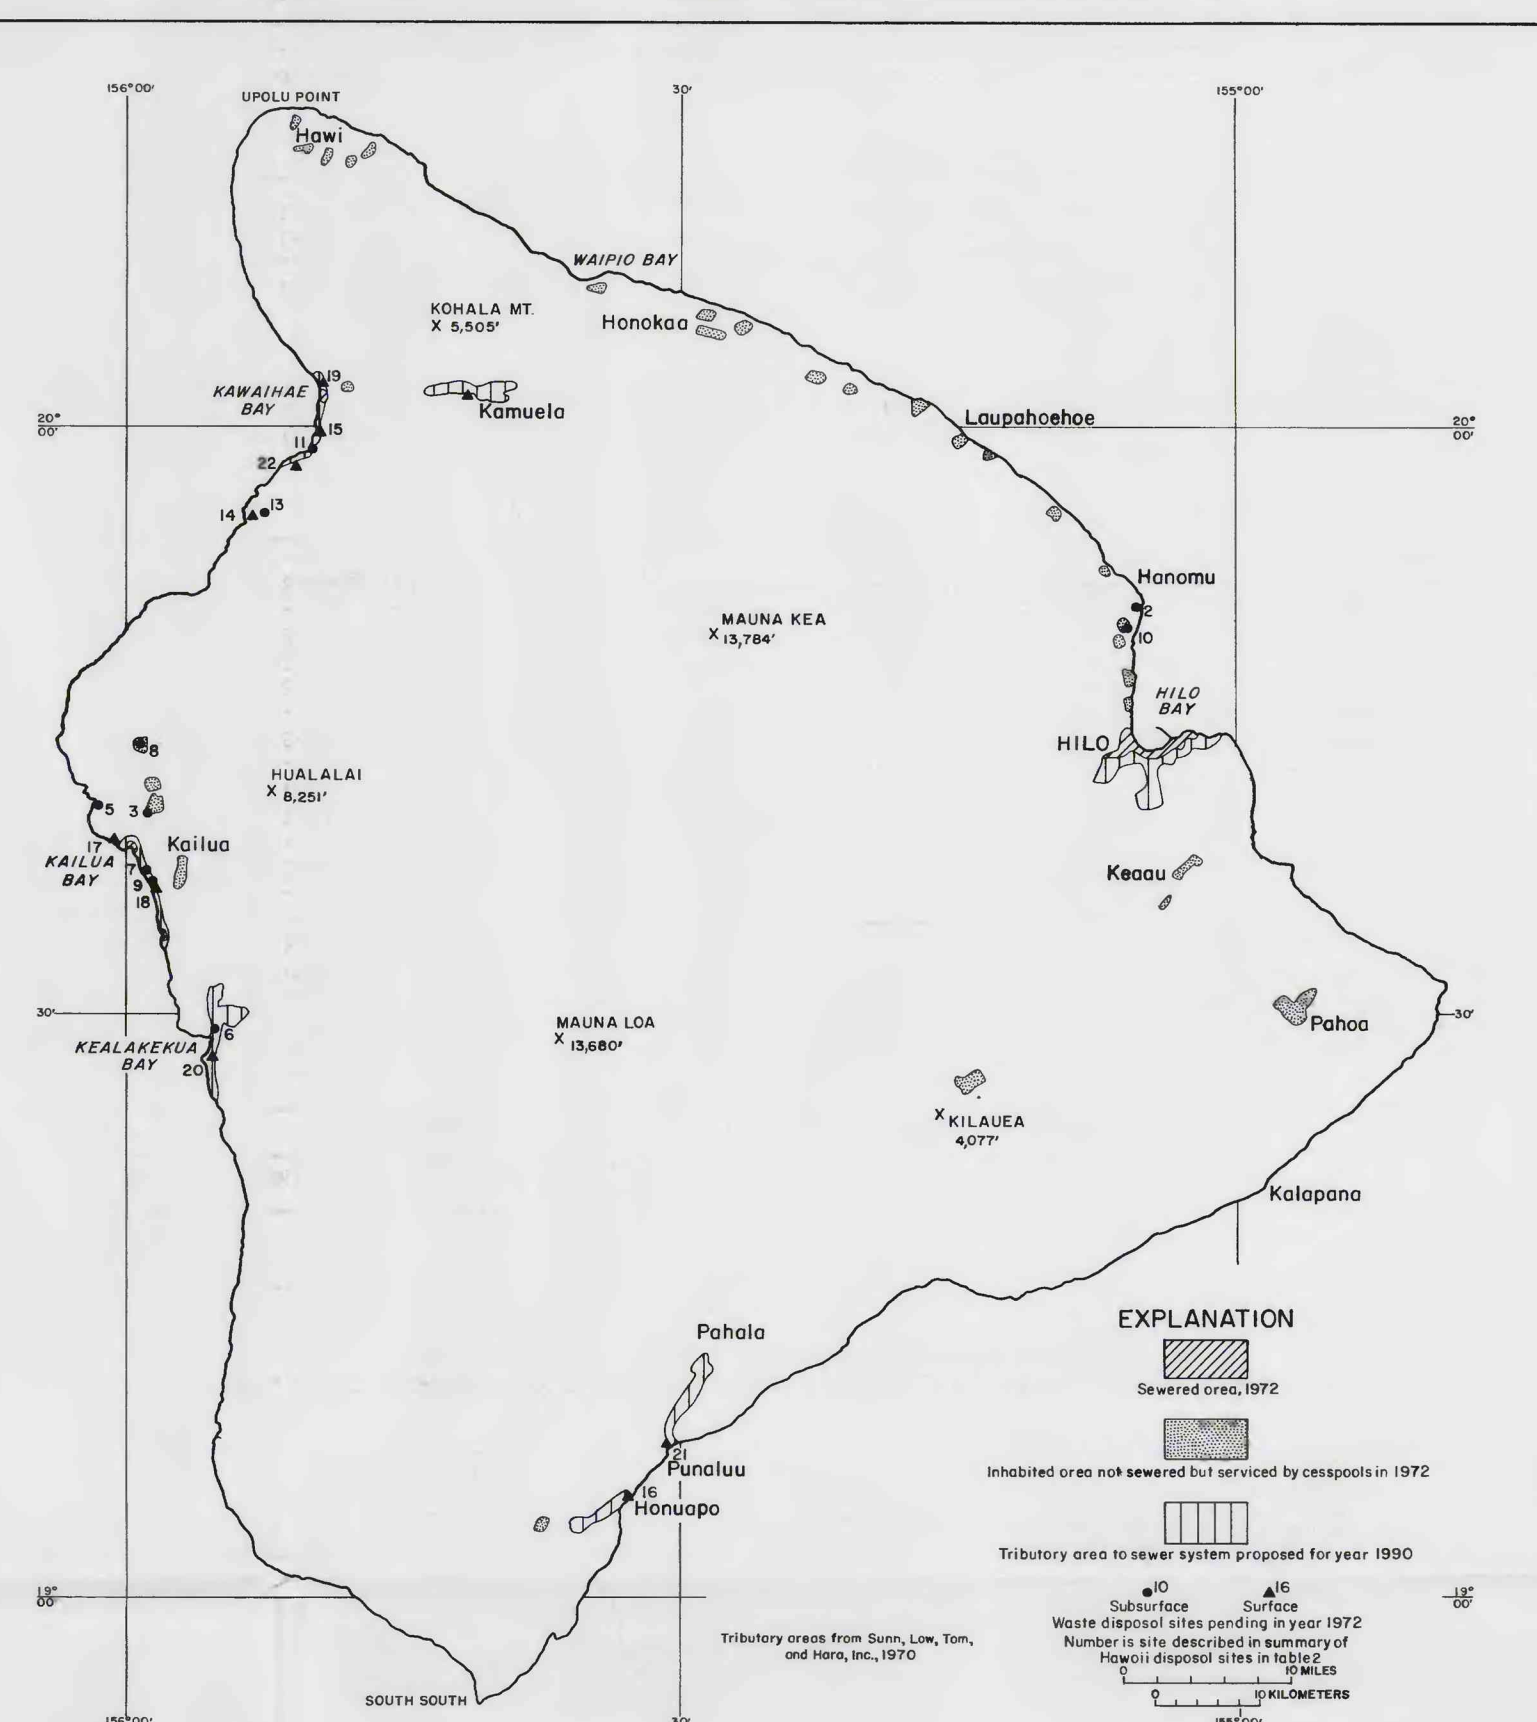 156°00'
30'
155°00'
UPOLU POINT
Hawi
WAIPIO BAY
KOHALA MT.
X 5,505'
Honokaa
19
KAWAIHAE
BAY
Kamuela
20°
00'
Laupahoehoe
20°
00'
15
11
22
13
14
Hanomu
2
10
MAUNA KEA
X 13,784'
HILO
BAY
HILO
8
HUALALAI
X 8,251'
5
3
17
Kailua
KAILUA
BAY
7
9
18
Keaau
30'
6
KEALAKEKUA
BAY
20
MAUNA LOA
X 13,680'
30'
Pahoa
X KILAUEA
4,077'
Kalapana
Pahala
21
Punaluu
16
Honuapo
EXPLANATION
Sewered area, 1972
Inhabited area not sewered but serviced by cesspools in 1972
Tributory area to sewer system proposed for year 1990
10
16
Subsurface
Surface
Waste disposol sites pending in year 1972
Number is site described in summary of
Hawoii disposol sites in table 2
0 10 MILES
0 10 KILOMETERS
19°
00'
19°
00'
Tributary areas from Sunn, Low, Tom,
and Hara, Inc., 1970
SOUTH SOUTH
156°00'
30'
155°00'